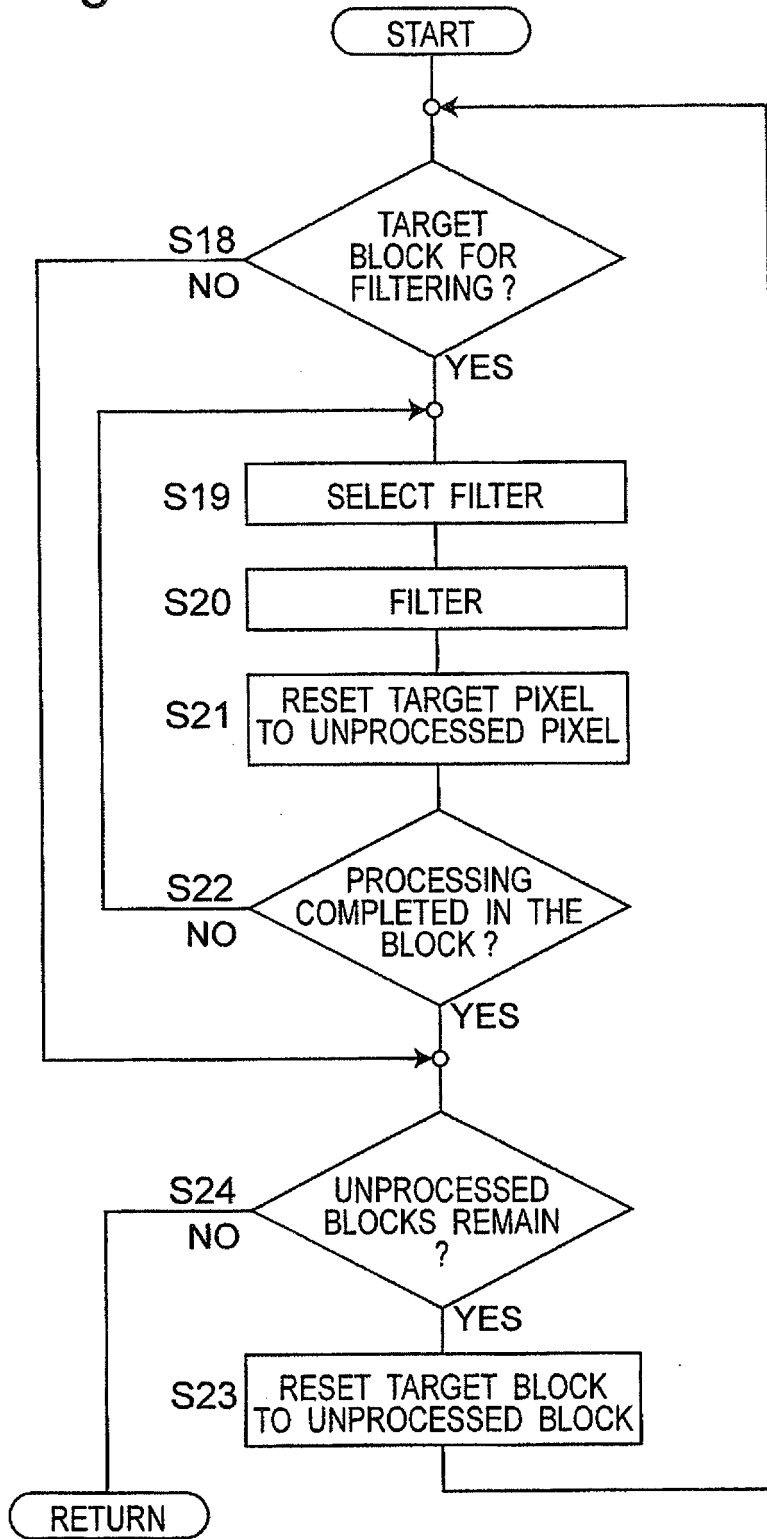 START
S18
NO
TARGET
BLOCK FOR
FILTERING ?
YES
S19
SELECT FILTER
S20
FILTER
S21
RESET TARGET PIXEL
TO UNPROCESSED PIXEL
S22
NO
PROCESSING
COMPLETED IN THE
BLOCK ?
YES
S24
NO
UNPROCESSED
BLOCKS REMAIN
?
YES
S23
RESET TARGET BLOCK
TO UNPROCESSED BLOCK
RETURN